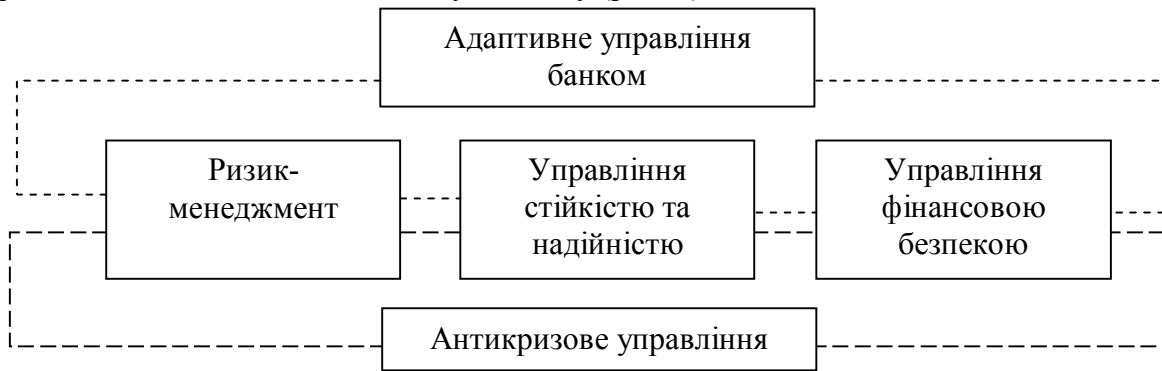 Адаптивне управління
банком
Ризик-
менеджмент
Управління
стійкістю та
надійністю
Управління
фінансовою
безпекою
Антикризове управління